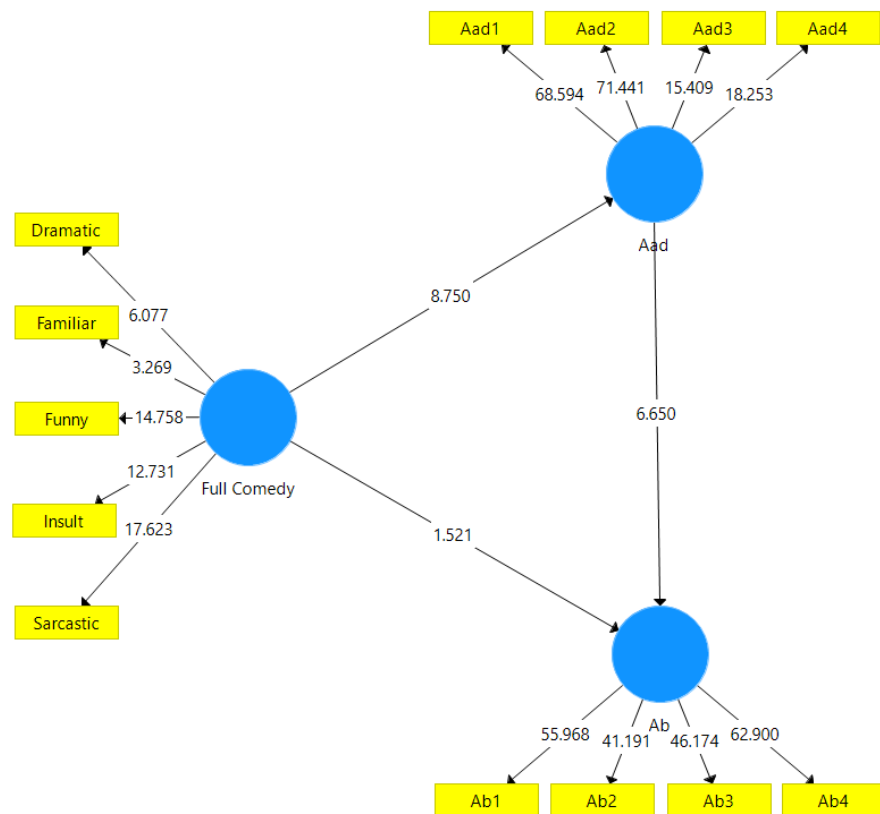 Aad1
Aad2
Aad3
Aad4
68.594
71.441
15.409
18.253
Aad
Dramatic
6.077
Familiar
3.269
Funny
14.758
Insult
12.731
Sarcastic
17.623
Full Comedy
8.750
6.650
1.521
Ab
55.968
41.191
46.174
62.900
Ab1
Ab2
Ab3
Ab4